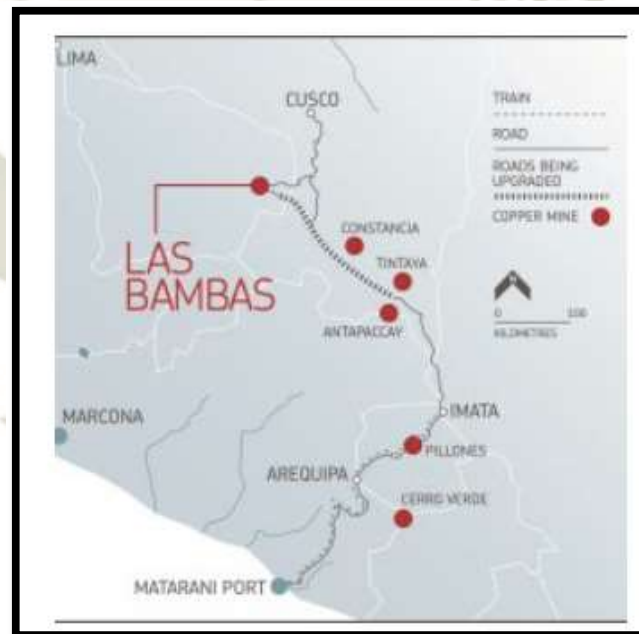 LIMA
CUSCO
TRAIN
ROAD
ROADS BEING
UPGRADED
COPPER MINE
LAS
BAMBAS
CONSTANCIA
TINTAYA
ANTAPACCAY
0 100
KILOMETRES
MARCONA
IMATA
PILLONES
AREQUIPA
CERRO VERDE
MATARANI PORT